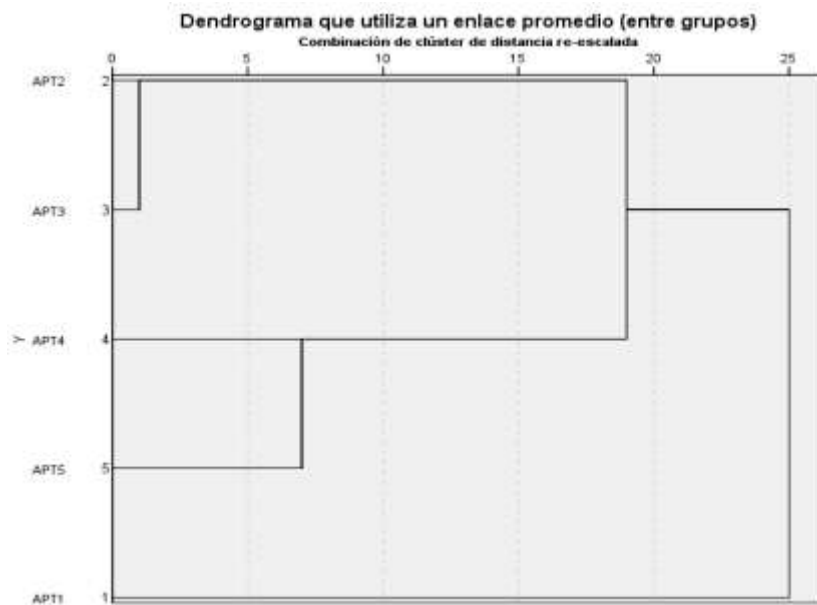 Dendrograma que utiliza un enlace promedio (entre grupos)
Combinación de clúster de distancia re-escalada
0 5 10 15 20 25
APT2 2
APT3 3
Y
APT4 4
APT5 5
APT1 1